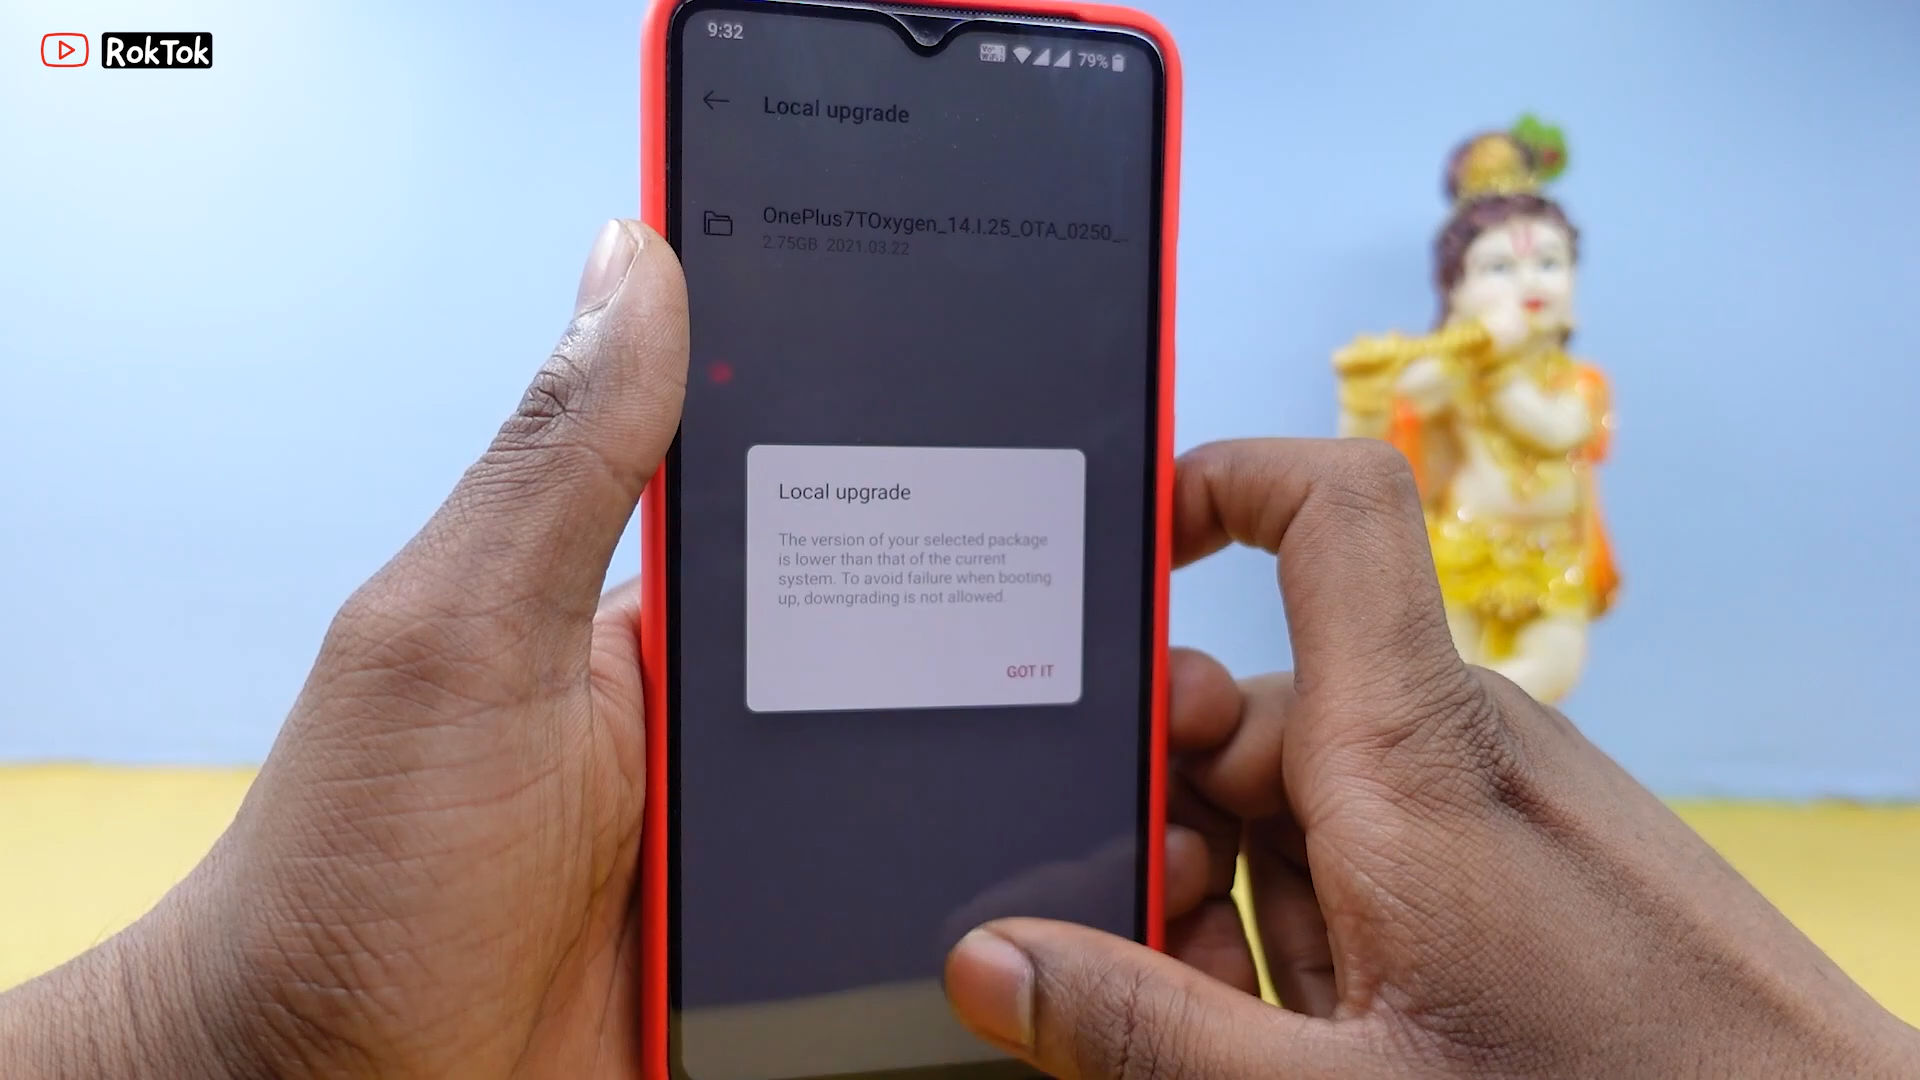 RokTok
9:32
79%
Local upgrade
OnePlus7TOxygen_14.I.25_OTA_0250_...
2.75GB 2021.03.22
Local upgrade
The version of your selected package
is lower than that of the current
system. To avoid failure when booting
up, downgrading is not allowed.
GOT IT